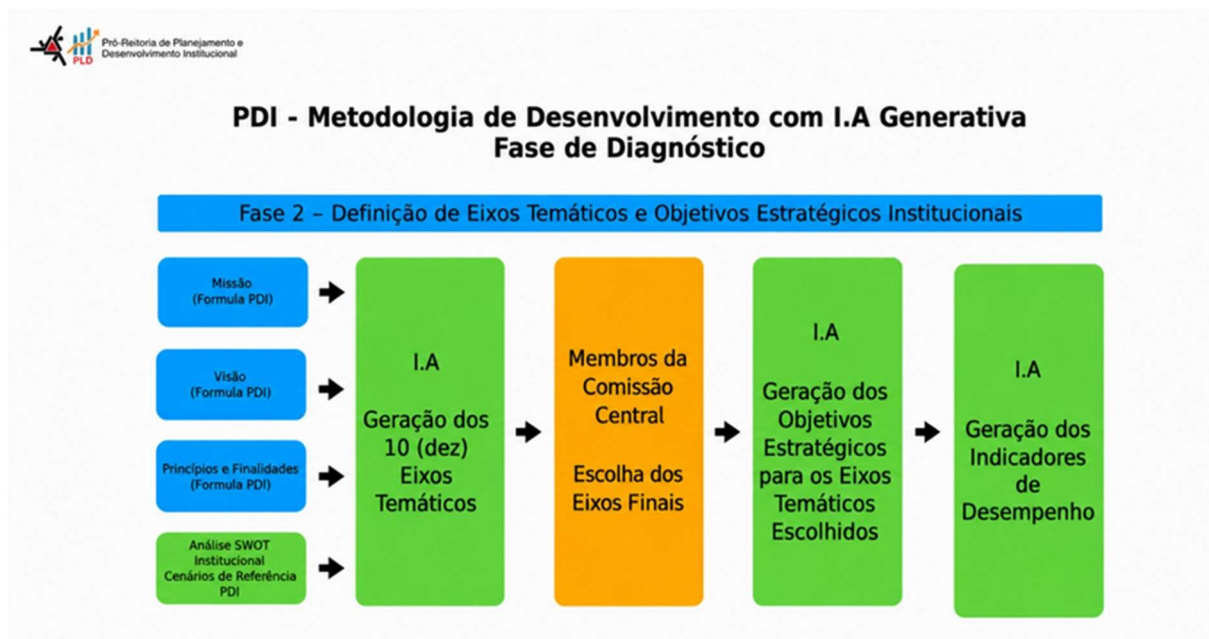 Pró-Reitoria de Planejamento e
Desenvolvimento Institucional
PLD
PDI - Metodologia de Desenvolvimento com I.A Generativa
Fase de Diagnóstico
Fase 2 – Definição de Eixos Temáticos e Objetivos Estratégicos Institucionais
Missão
(Formula PDI)
Visão
(Formula PDI)
Princípios e Finalidades
(Formula PDI)
Análise SWOT
Institucional
Cenários de Referência
PDI
I.A
Geração dos
10 (dez)
Eixos
Temáticos
Membros da
Comissão
Central
Escolha dos
Eixos Finais
I.A
Geração dos
Objetivos
Estratégicos
para os Eixos
Temáticos
Escolhidos
I.A
Geração dos
Indicadores
de
Desempenho